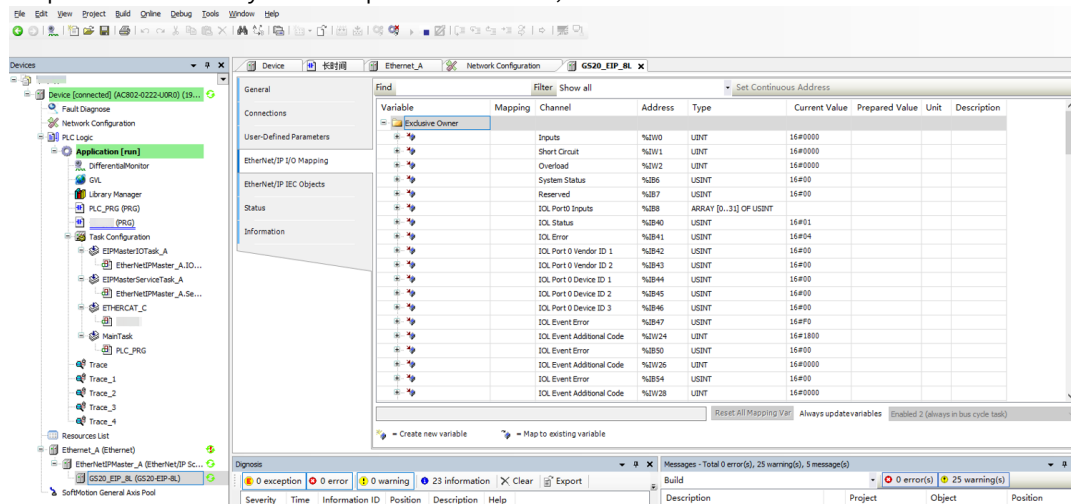 File Edit View Project Build Online Debug Tools Window Help
Devices
Device [connected] (AC802-0222-U0R0) (19...
Fault Diagnose
Network Configuration
PLC Logic
Application [run]
DifferentialMonitor
GVL
Library Manager
PLC_PRG (PRG)
(PRG)
Task Configuration
EIPMasterIOTask_A
EtherNetIPMaster_A.IO...
EIPMasterServiceTask_A
EtherNetIPMaster_A.Se...
ETHERCAT_C
MainTask
PLC_PRG
Trace
Trace_1
Trace_2
Trace_3
Trace_4
Resources List
Ethernet_A (Ethernet)
EtherNetIPMaster_A (EtherNet/IP Sc...
GS20_EIP_8L (GS20-EIP-8L)
SoftMotion General Axis Pool
Device 长时间 Ethernet_A Network Configuration GS20_EIP_8L
General
Connections
User-Defined Parameters
EtherNet/IP I/O Mapping
EtherNet/IP IEC Objects
Status
Information
Find Filter Show all Set Continuous Address
Variable Mapping Channel Address Type Current Value Prepared Value Unit Description
Exclusive Owner
Inputs %IW0 UINT 16#0000
Short Circuit %IW1 UINT 16#0000
Overload %IW2 UINT 16#0000
System Status %IB6 USINT 16#00
Reserved %IB7 USINT 16#00
IOL Port0 Inputs %IB8 ARRAY [0..31] OF USINT
IOL Status %IB40 USINT 16#01
IOL Error %IB41 USINT 16#04
IOL Port 0 Vendor ID 1 %IB42 USINT 16#00
IOL Port 0 Vendor ID 2 %IB43 USINT 16#00
IOL Port 0 Device ID 1 %IB44 USINT 16#00
IOL Port 0 Device ID 2 %IB45 USINT 16#00
IOL Port 0 Device ID 3 %IB46 USINT 16#00
IOL Event Error %IB47 USINT 16#F0
IOL Event Additional Code %IW24 UINT 16#1800
IOL Event Error %IB50 USINT 16#00
IOL Event Additional Code %IW26 UINT 16#0000
IOL Event Error %IB54 USINT 16#00
IOL Event Additional Code %IW28 UINT 16#0000
Reset All Mapping Var Always update variables Enabled 2 (always in bus cycle task)
= Create new variable = Map to existing variable
Dignosis
0 exception 0 error 0 warning 23 information Clear Export
Severity Time Information ID Position Description Help
Messages - Total 0 error(s), 25 warning(s), 5 message(s)
Build 0 error(s) 25 warning(s)
Description Project Object Position